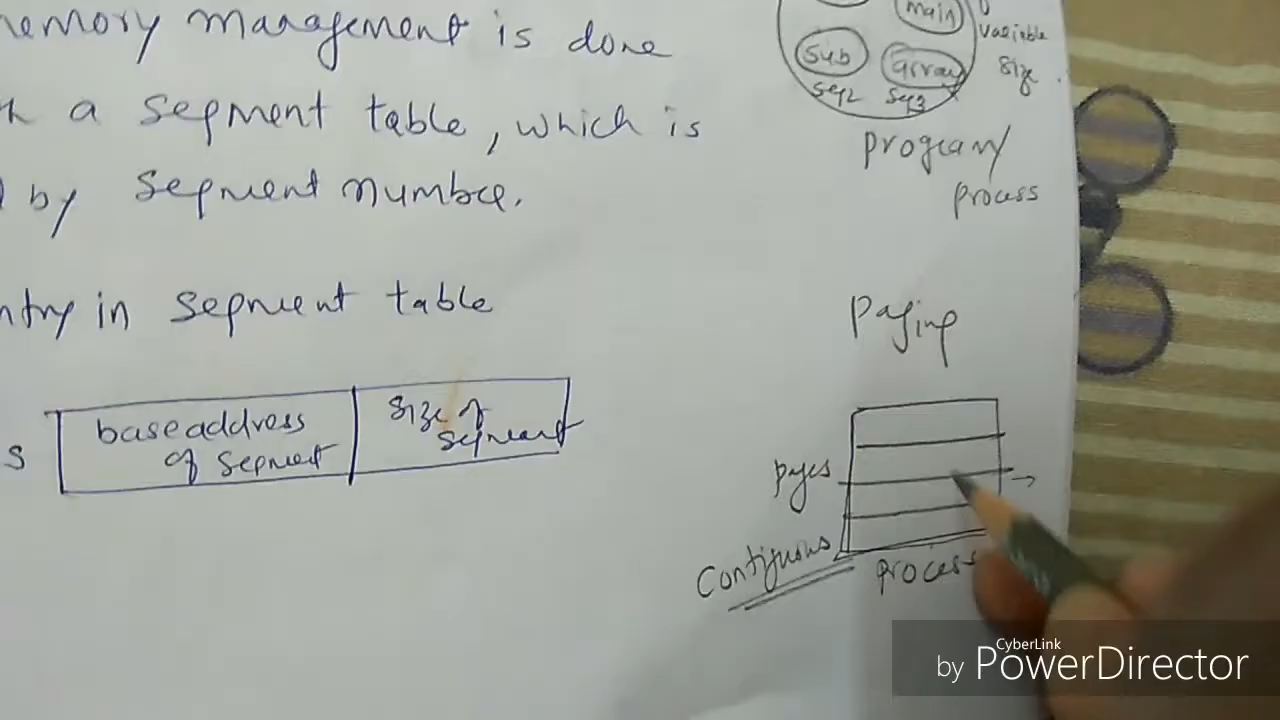 memory management is done
a segment table, which is
by segment number.
ntry in segment table
s
base address
of segment
size of
segment
main
sub
array
seg2
seg3
variable
size
program/
process
paging
pages
contiguous
process
CyberLink
by PowerDirector